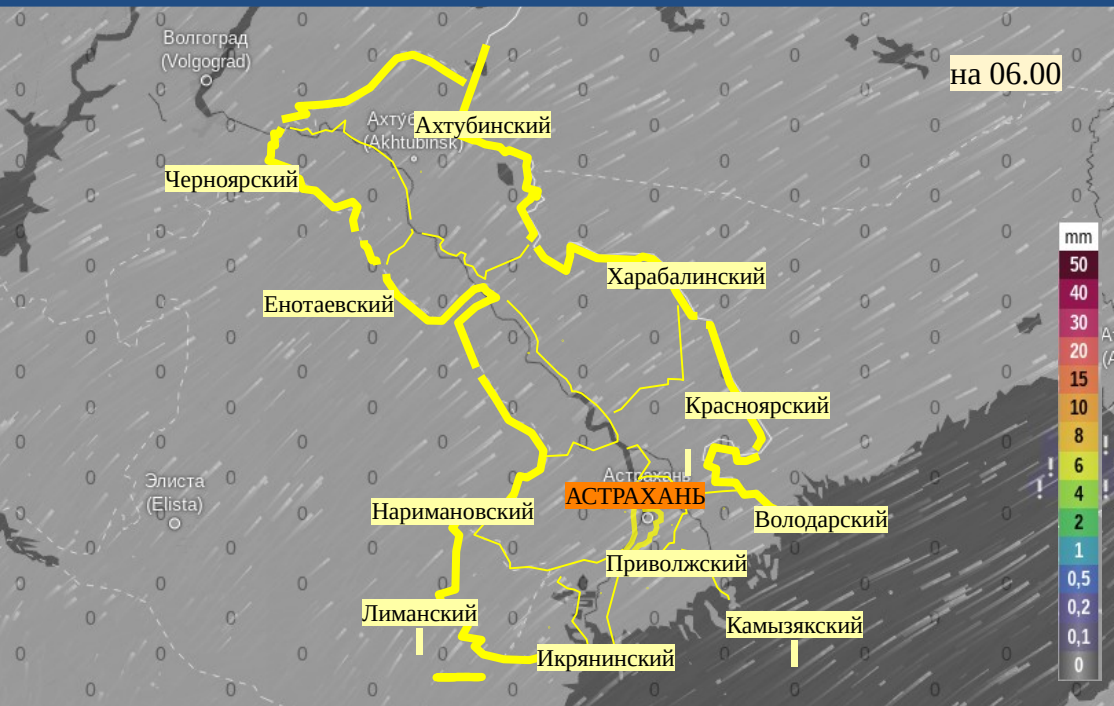 Волгоград
(Volgograd)
на 06.00
Ахтубинский
(Akhtubinsk)
Черноярский
Харабалинский
Енотаевский
Красноярский
Элиста
(Elista)
Астрахань
АСТРАХАНЬ
Наримановский
Володарский
Приволжский
Лиманский
Камызякский
Икрянинский
mm
50
40
30
20
15
10
8
6
4
2
1
0,5
0,2
0,1
0